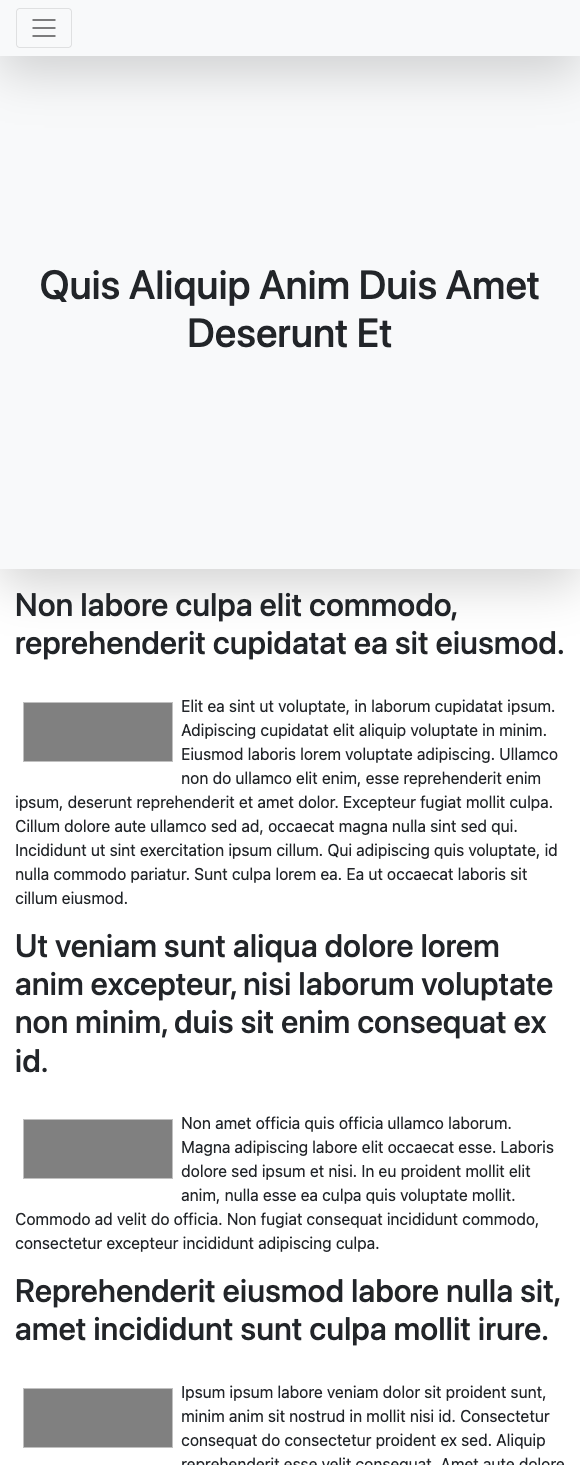 Quis Aliquip Anim Duis Amet
Deserunt Et
Non labore culpa elit commodo,
reprehenderit cupidatat ea sit eiusmod.
Elit ea sint ut voluptate, in laborum cupidatat ipsum.
Adipiscing cupidatat elit aliquip voluptate in minim.
Eiusmod laboris lorem voluptate adipiscing. Ullamco
non do ullamco elit enim, esse reprehenderit enim
ipsum, deserunt reprehenderit et amet dolor. Excepteur fugiat mollit culpa.
Cillum dolore aute ullamco sed ad, occaecat magna nulla sint sed qui.
Incididunt ut sint exercitation ipsum cillum. Qui adipiscing quis voluptate, id
nulla commodo pariatur. Sunt culpa lorem ea. Ea ut occaecat laboris sit
cillum eiusmod.
Ut veniam sunt aliqua dolore lorem
anim excepteur, nisi laborum voluptate
non minim, duis sit enim consequat ex
id.
Non amet officia quis officia ullamco laborum.
Magna adipiscing labore elit occaecat esse. Laboris
dolore sed ipsum et nisi. In eu proident mollit elit
anim, nulla esse ea culpa quis voluptate mollit.
Commodo ad velit do officia. Non fugiat consequat incididunt commodo,
consectetur excepteur incididunt adipiscing culpa.
Reprehenderit eiusmod labore nulla sit,
amet incididunt sunt culpa mollit irure.
Ipsum ipsum labore veniam dolor sit proident sunt,
minim anim sit nostrud in mollit nisi id. Consectetur
consequat do consectetur proident ex sed. Aliquip
reprehenderit esse velit consequat. Amet aute dolore